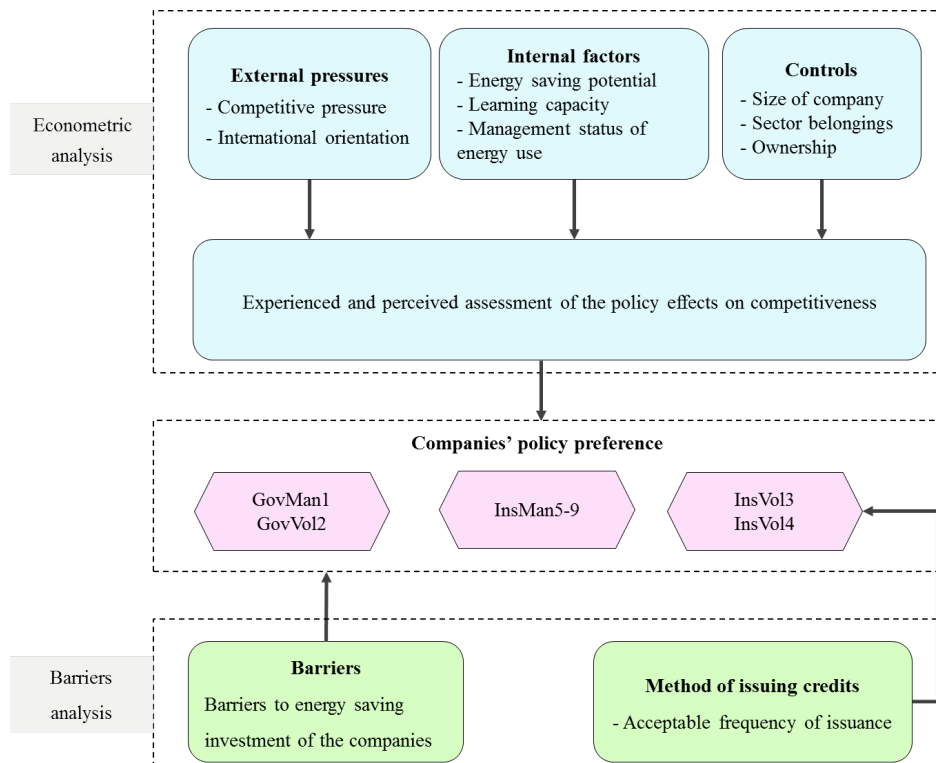 Econometric
analysis
External pressures
- Competitive pressure
- International orientation
Internal factors
- Energy saving potential
- Learning capacity
- Management status of
energy use
Controls
- Size of company
- Sector belongings
- Ownership
Experienced and perceived assessment of the policy effects on competitiveness
Companies’ policy preference
GovMan1
GovVol2
InsMan5-9
InsVol3
InsVol4
Barriers
analysis
Barriers
Barriers to energy saving
investment of the companies
Method of issuing credits
- Acceptable frequency of issuance